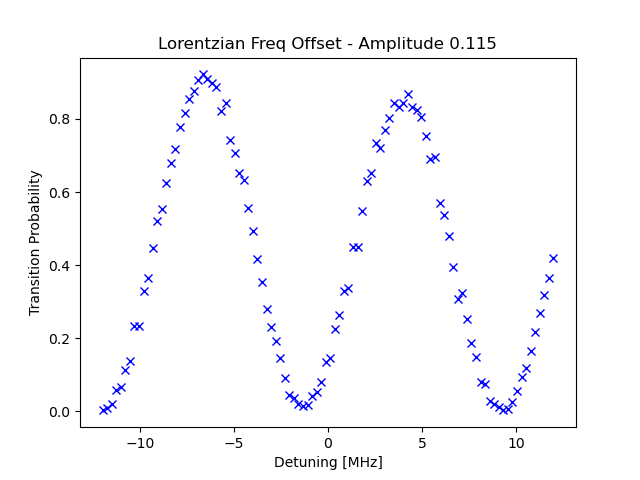 Lorentzian Freq Offset - Amplitude 0.115
Transition Probability
0.8
0.6
0.4
0.2
0.0
−10 −5 0 5 10
Detuning [MHz]